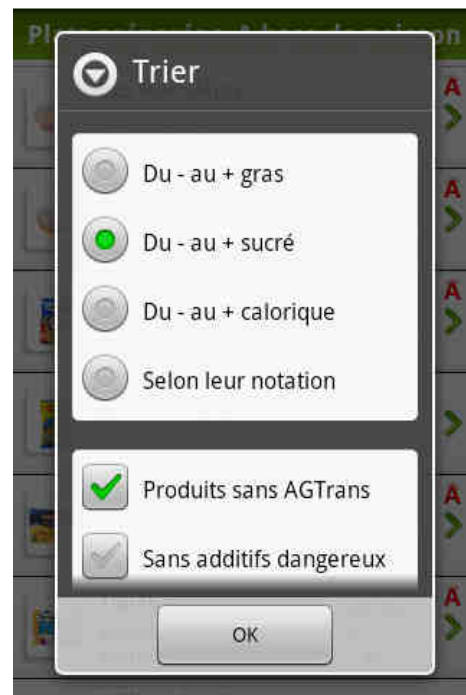 Trier
Du - au + gras
Du - au + sucré
Du - au + calorique
Selon leur notation
Produits sans AGTrans
Sans additifs dangereux
OK
A
A
A
A
A